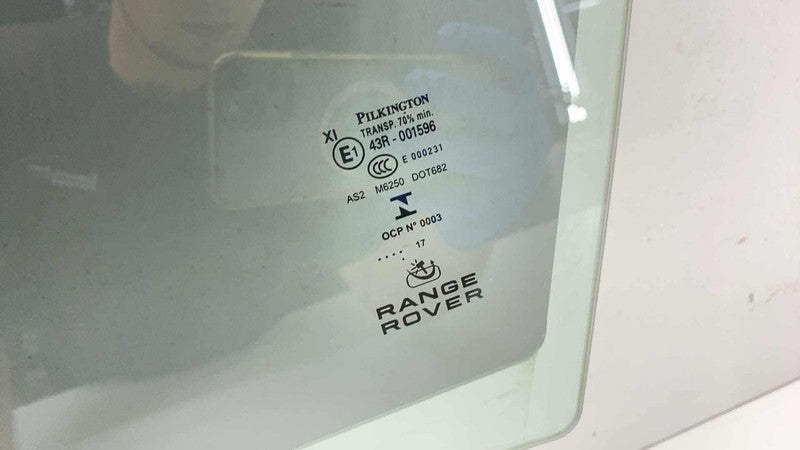 PILKINGTON
TRANSP. 70% min.
XI
E1 43R - 001596
CCC E 000231
AS2 M6250 DOT682
OCP N° 0003
.... : 17
RANGE
ROVER